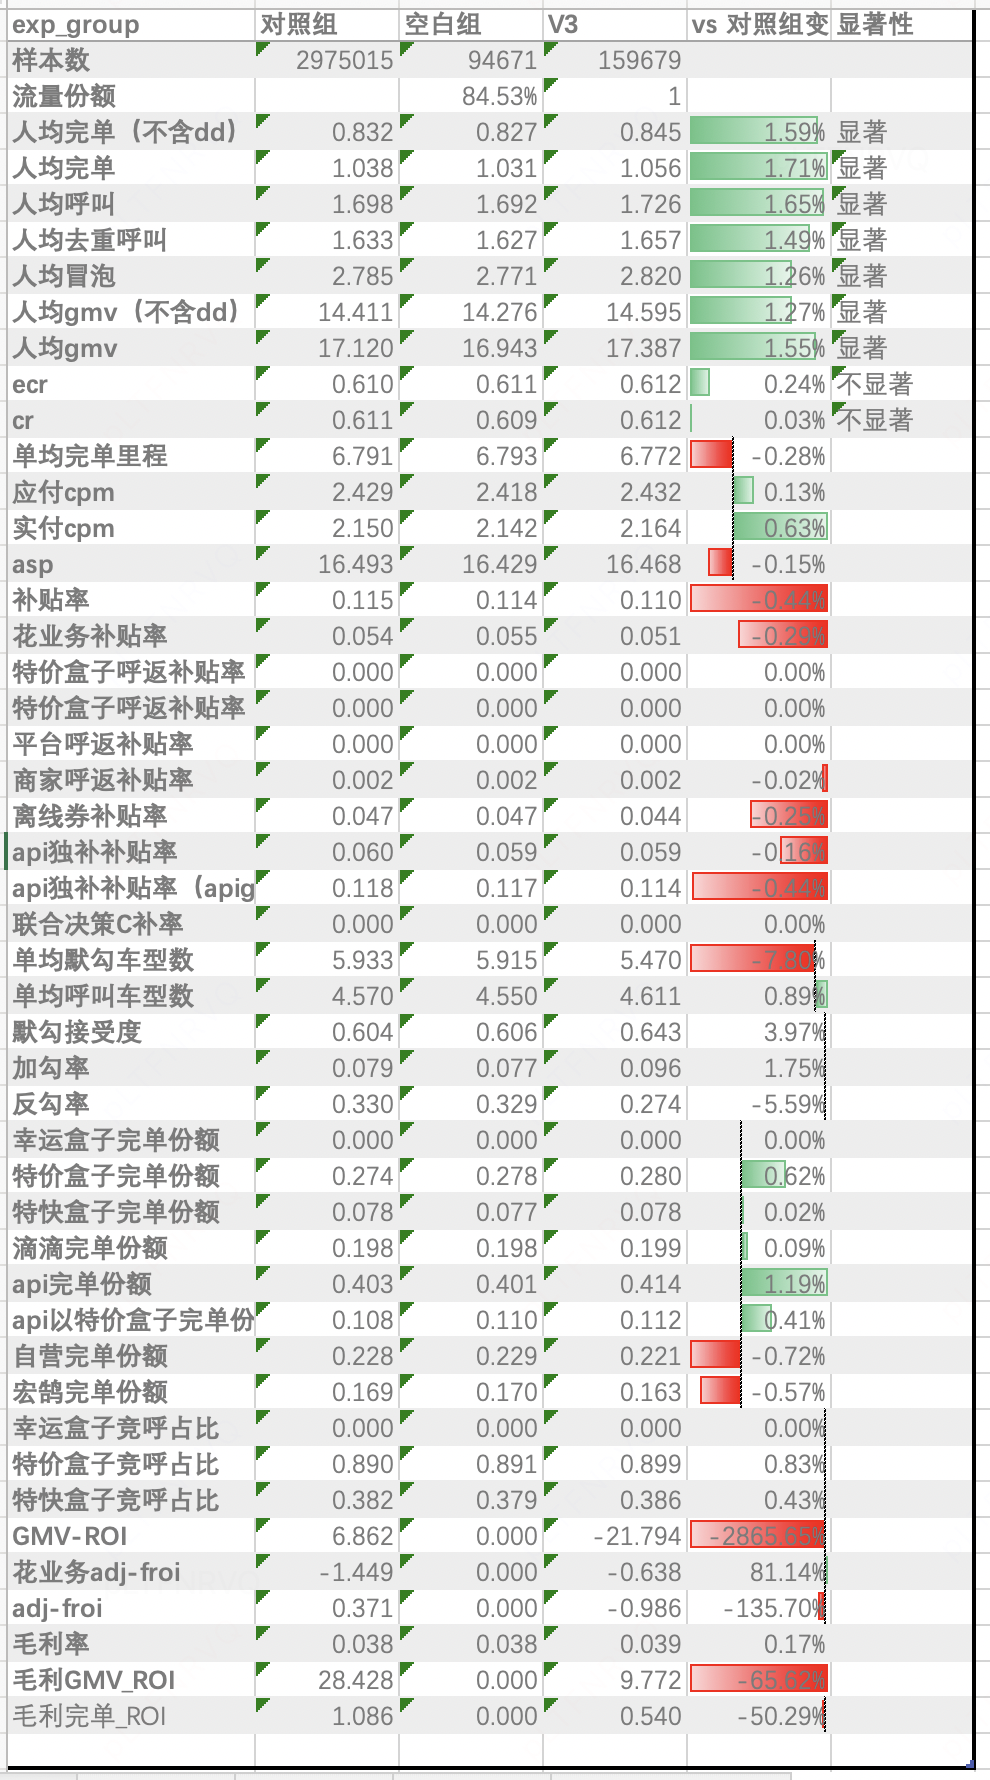 exp_group 对照组 空白组 V3 vs 对照组变 显著性
样本数 2975015 94671 159679
流量份额 84.53% 1
人均完单（不含dd） 0.832 0.827 0.845 1.59% 显著
人均完单 1.038 1.031 1.056 1.71% 显著
人均呼叫 1.698 1.692 1.726 1.65% 显著
人均去重呼叫 1.633 1.627 1.657 1.49% 显著
人均冒泡 2.785 2.771 2.820 1.26% 显著
人均gmv（不含dd） 14.411 14.276 14.595 1.27% 显著
人均gmv 17.120 16.943 17.387 1.55% 显著
ecr 0.610 0.611 0.612 0.24% 不显著
cr 0.611 0.609 0.612 0.03% 不显著
单均完单里程 6.791 6.793 6.772 -0.28%
应付cpm 2.429 2.418 2.432 0.13%
实付cpm 2.150 2.142 2.164 0.63%
asp 16.493 16.429 16.468 -0.15%
补贴率 0.115 0.114 0.110 -0.44%
花业务补贴率 0.054 0.055 0.051 -0.29%
特价盒子呼返补贴率 0.000 0.000 0.000 0.00%
特价盒子呼返补贴率 0.000 0.000 0.000 0.00%
平台呼返补贴率 0.000 0.000 0.000 0.00%
商家呼返补贴率 0.002 0.002 0.002 -0.02%
离线券补贴率 0.047 0.047 0.044 -0.25%
api独补补贴率 0.060 0.059 0.059 -0.16%
api独补补贴率（apig 0.118 0.117 0.114 -0.44%
联合决策C补率 0.000 0.000 0.000 0.00%
单均默勾车型数 5.933 5.915 5.470 -7.80%
单均呼叫车型数 4.570 4.550 4.611 0.89%
默勾接受度 0.604 0.606 0.643 3.97%
加勾率 0.079 0.077 0.096 1.75%
反勾率 0.330 0.329 0.274 -5.59%
幸运盒子完单份额 0.000 0.000 0.000 0.00%
特价盒子完单份额 0.274 0.278 0.280 0.62%
特快盒子完单份额 0.078 0.077 0.078 0.02%
滴滴完单份额 0.198 0.198 0.199 0.09%
api完单份额 0.403 0.401 0.414 1.19%
api以特价盒子完单份 0.108 0.110 0.112 0.41%
自营完单份额 0.228 0.229 0.221 -0.72%
宏鹄完单份额 0.169 0.170 0.163 -0.57%
幸运盒子竞呼占比 0.000 0.000 0.000 0.00%
特价盒子竞呼占比 0.890 0.891 0.899 0.83%
特快盒子竞呼占比 0.382 0.379 0.386 0.43%
GMV-ROI 6.862 0.000 -21.794 -2865.65%
花业务adj-froi -1.449 0.000 -0.638 81.14%
adj-froi 0.371 0.000 -0.986 -135.70%
毛利率 0.038 0.038 0.039 0.17%
毛利GMV_ROI 28.428 0.000 9.772 -65.62%
毛利完单_ROI 1.086 0.000 0.540 -50.29%